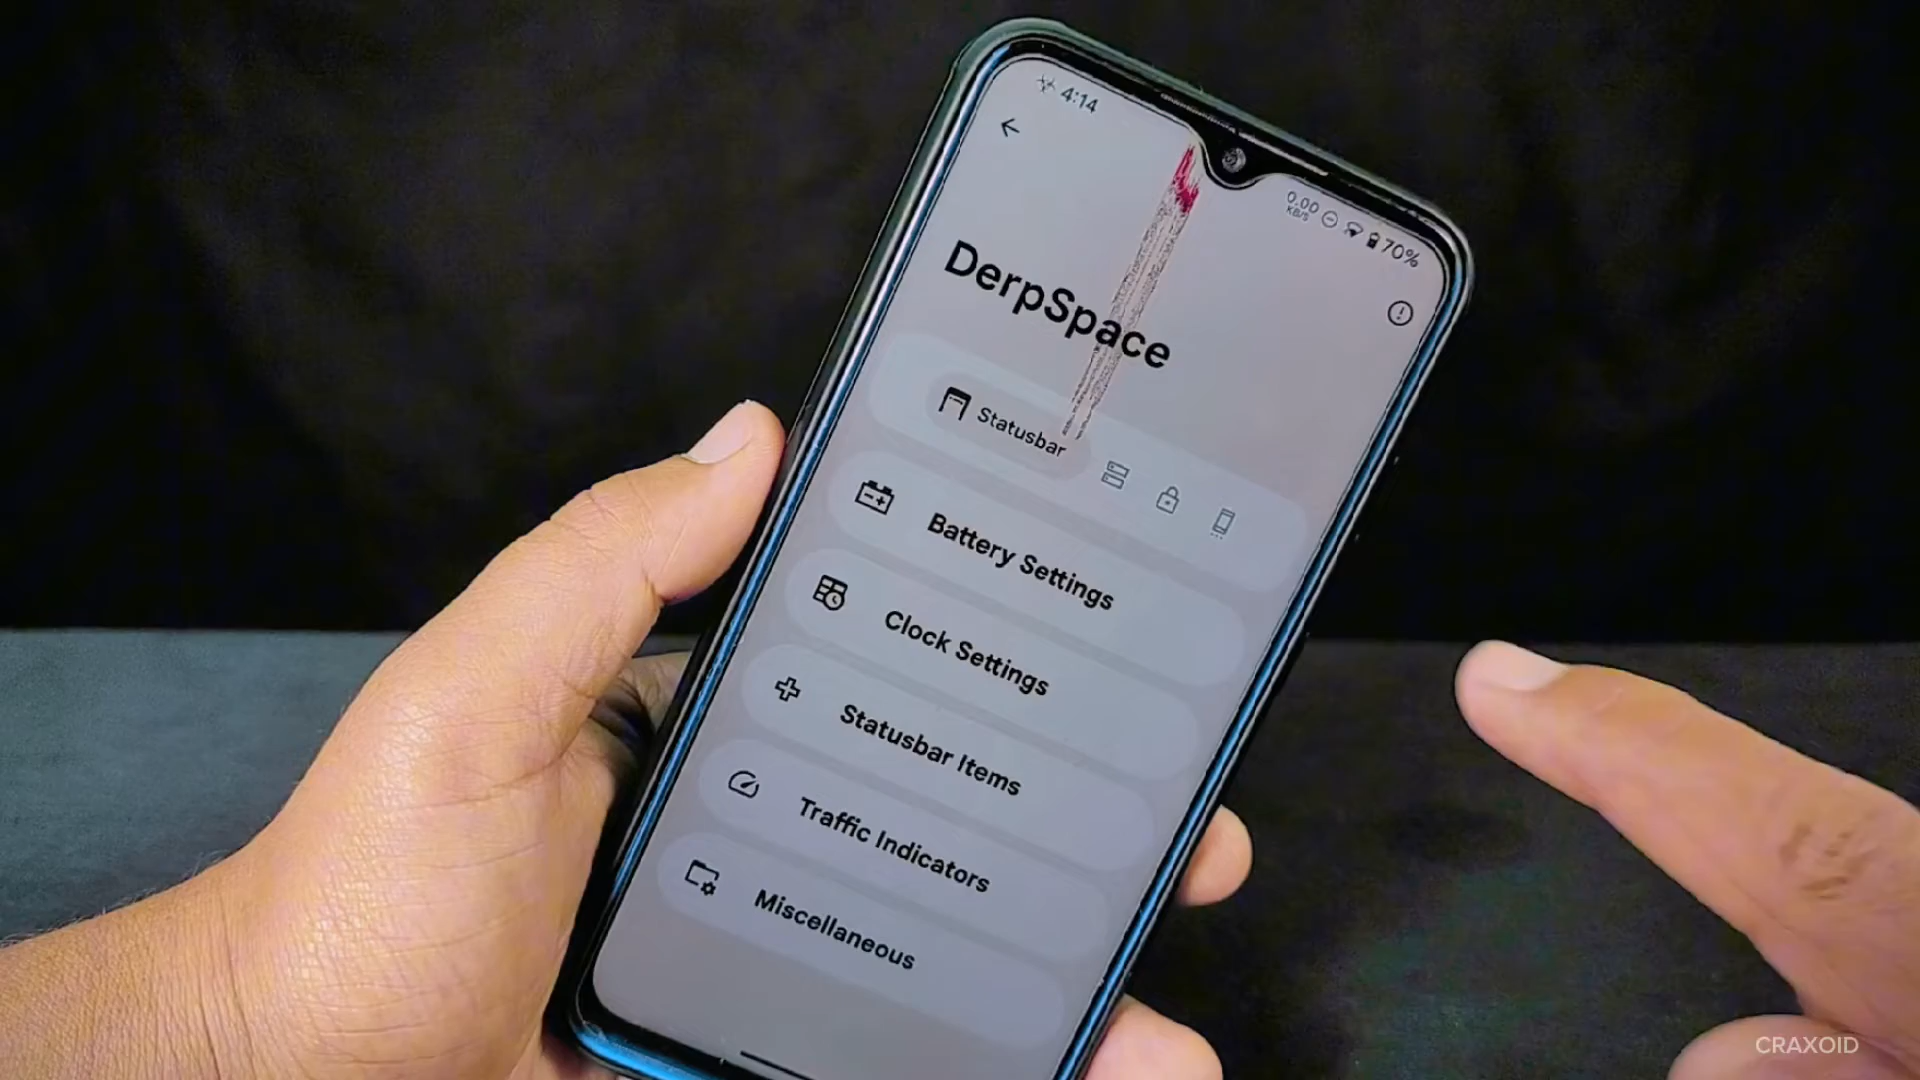 4:14
0.00
KB/S
70%
DerpSpace
Statusbar
Battery Settings
Clock Settings
Statusbar Items
Traffic Indicators
Miscellaneous
CRAXOID